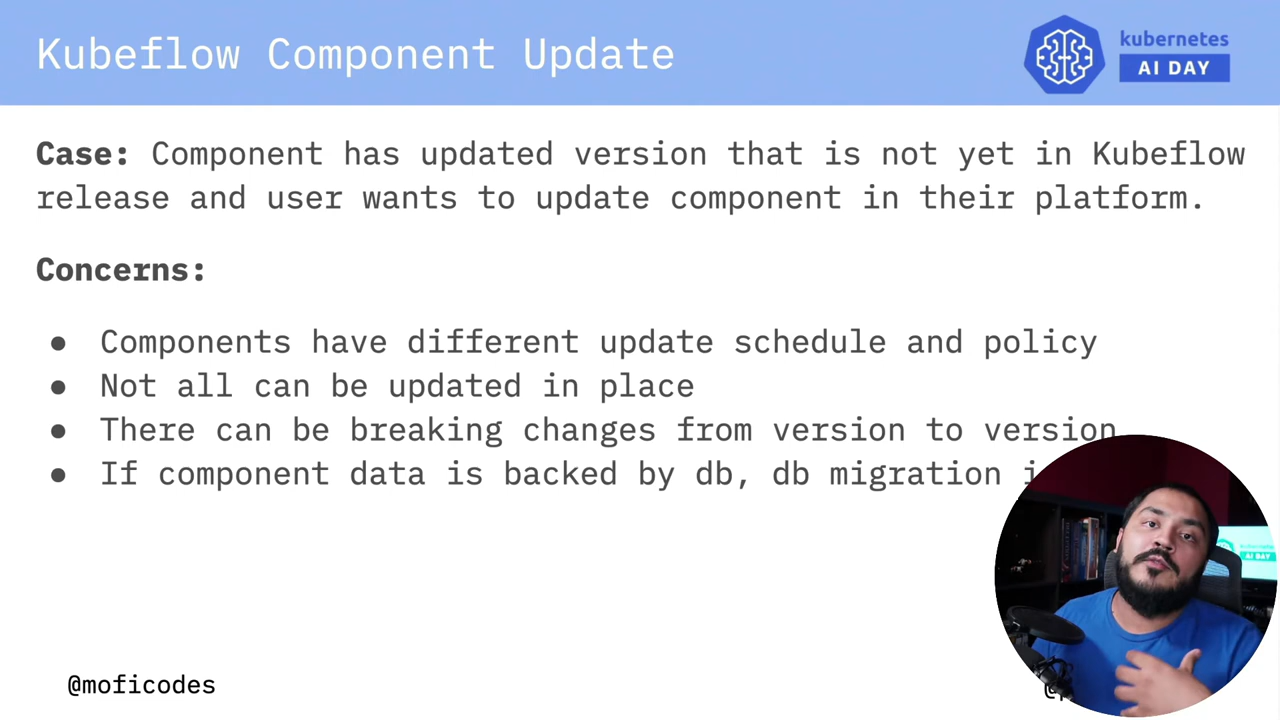 Kubeflow Component Update
kubernetes
AI DAY
Case: Component has updated version that is not yet in Kubeflow
release and user wants to update component in their platform.
Concerns:
● Components have different update schedule and policy
● Not all can be updated in place
● There can be breaking changes from version to version
● If component data is backed by db, db migration
@moficodes